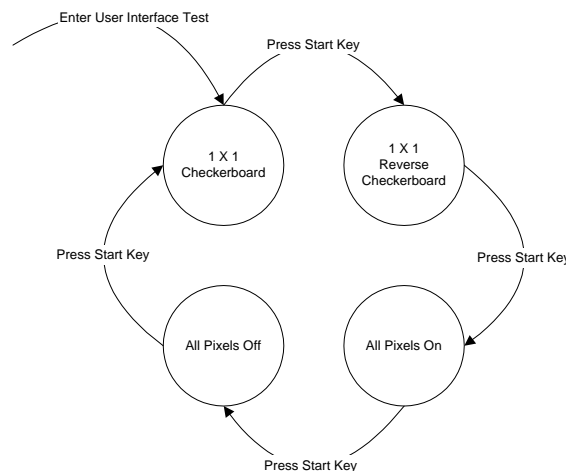 Enter User Interface Test
Press Start Key
1 X 1
Checkerboard
1 X 1
Reverse
Checkerboard
Press Start Key
Press Start Key
All Pixels Off
All Pixels On
Press Start Key